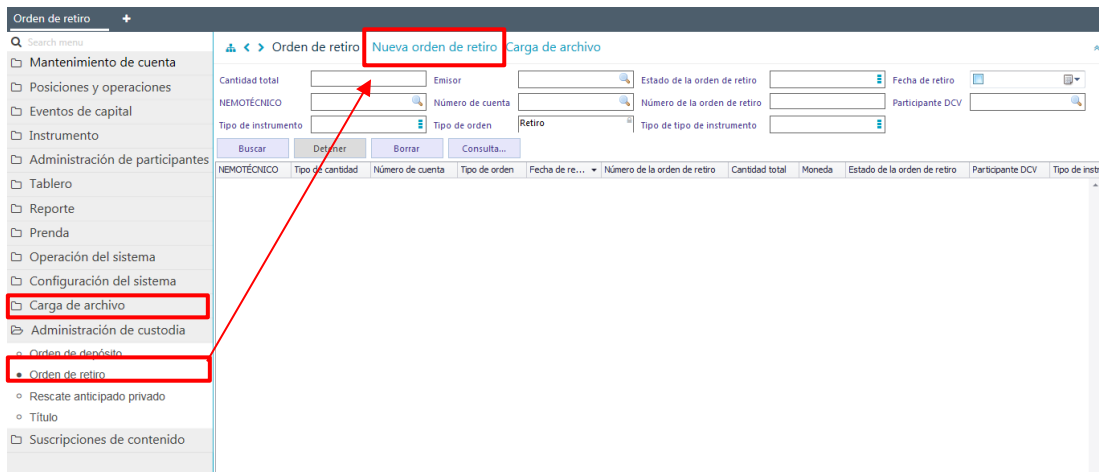 Orden de retiro +
Search menu
Mantenimiento de cuenta
Posiciones y operaciones
Eventos de capital
Instrumento
Administración de participantes
Tablero
Reporte
Prenda
Operación del sistema
Configuración del sistema
Carga de archivo
Administración de custodia
Orden de depósito
Orden de retiro
Rescate anticipado privado
Título
Suscripciones de contenido
Orden de retiro Nueva orden de retiro Carga de archivo
Cantidad total Emisor Estado de la orden de retiro Fecha de retiro
NEMOTÉCNICO Número de cuenta Número de la orden de retiro Participante DCV
Tipo de instrumento Tipo de orden Retiro Tipo de tipo de instrumento
Buscar Detener Borrar Consulta...
NEMOTÉCNICO Tipo de cantidad Número de cuenta Tipo de orden Fecha de re... Número de la orden de retiro Cantidad total Moneda Estado de la orden de retiro Participante DCV Tipo de inst